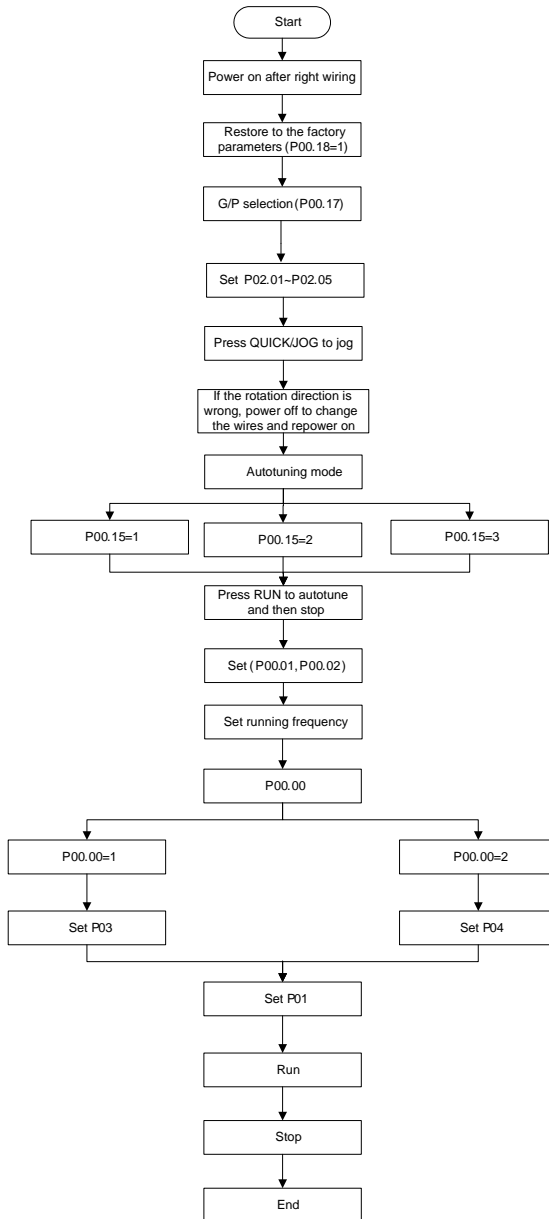 Start
Power on after right wiring
Restore to the factory
parameters (P00.18=1)
G/P selection (P00.17)
Set P02.01~P02.05
Press QUICK/JOG to jog
If the rotation direction is
wrong, power off to change
the wires and repower on
Autotuning mode
P00.15=1
P00.15=2
P00.15=3
Press RUN to autotune
and then stop
Set (P00.01, P00.02)
Set running frequency
P00.00
P00.00=1
P00.00=2
Set P03
Set P04
Set P01
Run
Stop
End